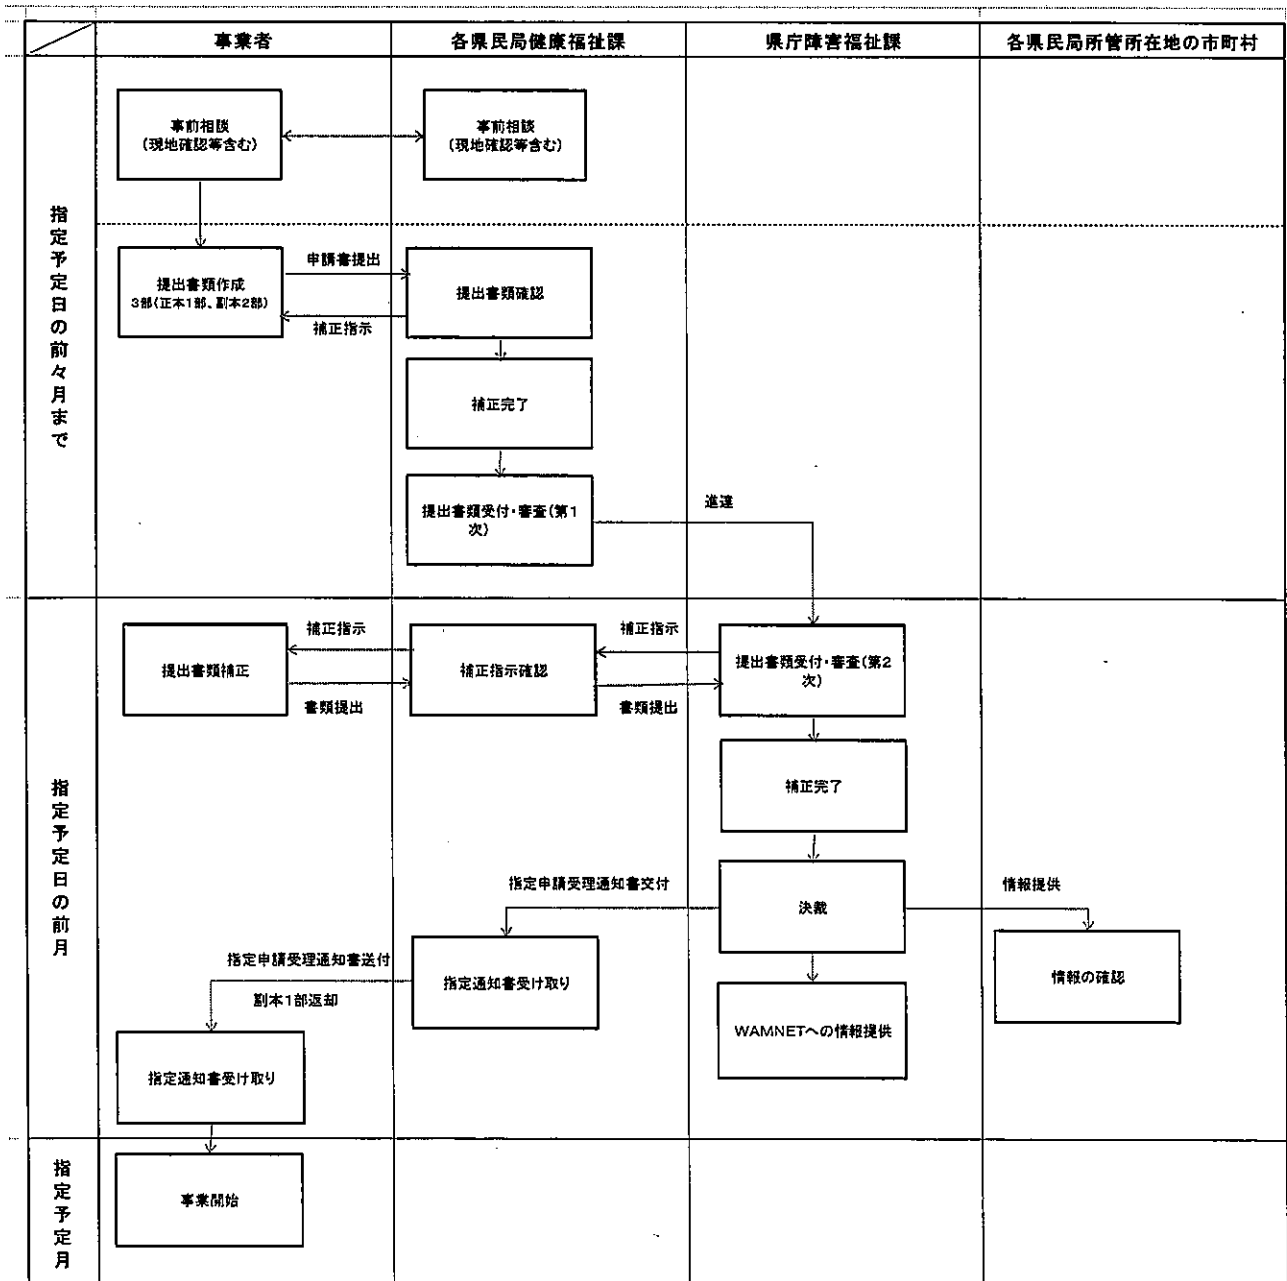 事業者
各県民局健康福祉課
県庁障害福祉課
各県民局所管所在地の市町村
指定予定日の前々月まで
事前相談
(現地確認等含む)
事前相談
(現地確認等含む)
提出書類作成
3部(正本1部、副本2部)
申請書提出
補正指示
提出書類確認
補正完了
提出書類受付・審査(第1
次)
進達
指定予定日の前月
提出書類補正
補正指示
書類提出
補正指示確認
補正指示
書類提出
提出書類受付・審査(第2
次)
補正完了
決裁
指定申請受理通知書交付
情報提供
指定通知書受け取り
情報の確認
指定申請受理通知書送付
副本1部返却
WAMNETへの情報提供
指定通知書受け取り
指定予定月
事業開始